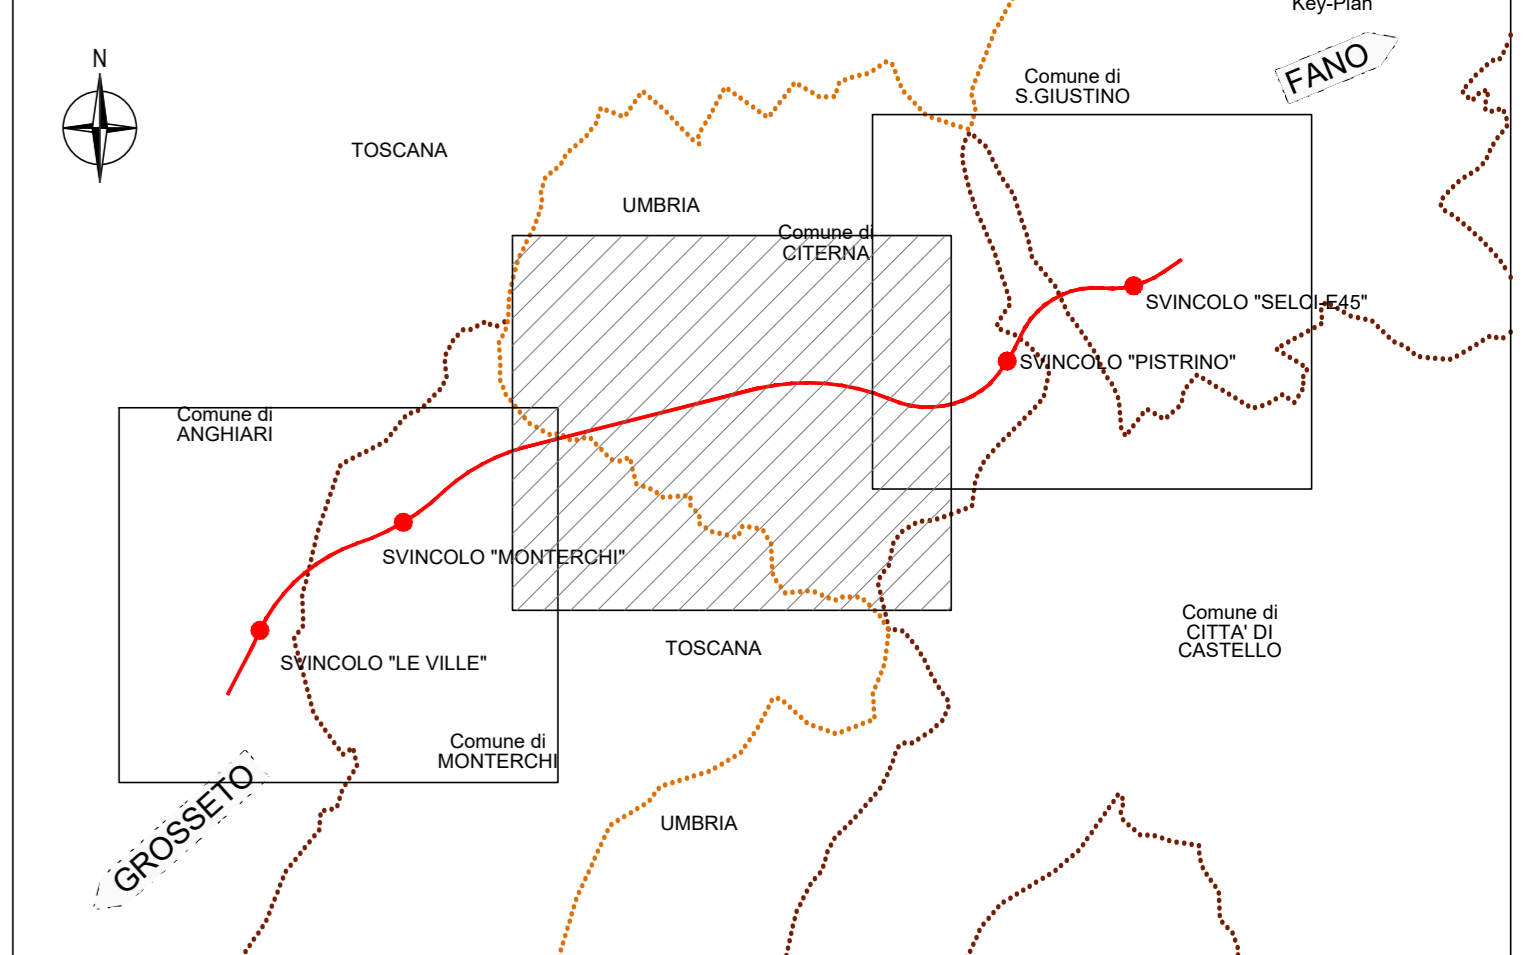 Key-Plan
N
FANO
Comune di
S.GIUSTINO
TOSCANA
UMBRIA
Comune di
CITERNA
SVINCOLO "SELCI-E45"
SVINCOLO "PISTRINO"
Comune di
ANGHIARI
SVINCOLO "MONTERCHI"
Comune di
CITTA' DI
CASTELLO
TOSCANA
SVINCOLO "LE VILLE"
Comune di
MONTERCHI
GROSSETO
UMBRIA